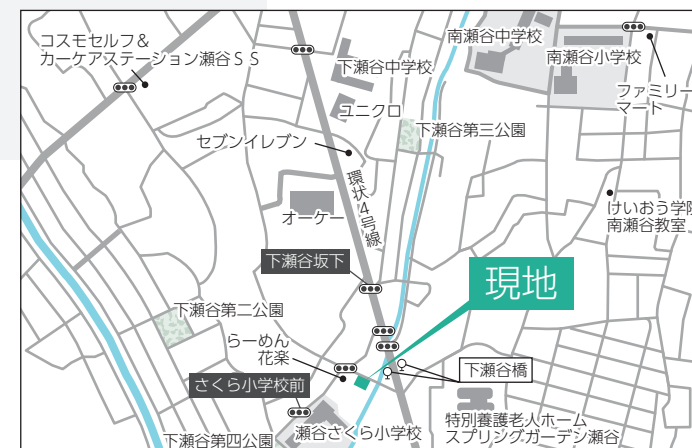 南瀬谷中学校
コスモセルフ&
カーケアステーション瀬谷ＳＳ
下瀬谷中学校
南瀬谷小学校
ファミリー
マート
ユニクロ
下瀬谷第三公園
セブンイレブン
環状4号線
けいおう学院
南瀬谷教室
オーケー
下瀬谷坂下
現地
下瀬谷第二公園
らーめん
花楽
下瀬谷橋
さくら小学校前
瀬谷さくら小学校
特別養護老人ホーム
スプリングガーデン瀬谷
下瀬谷第四公園